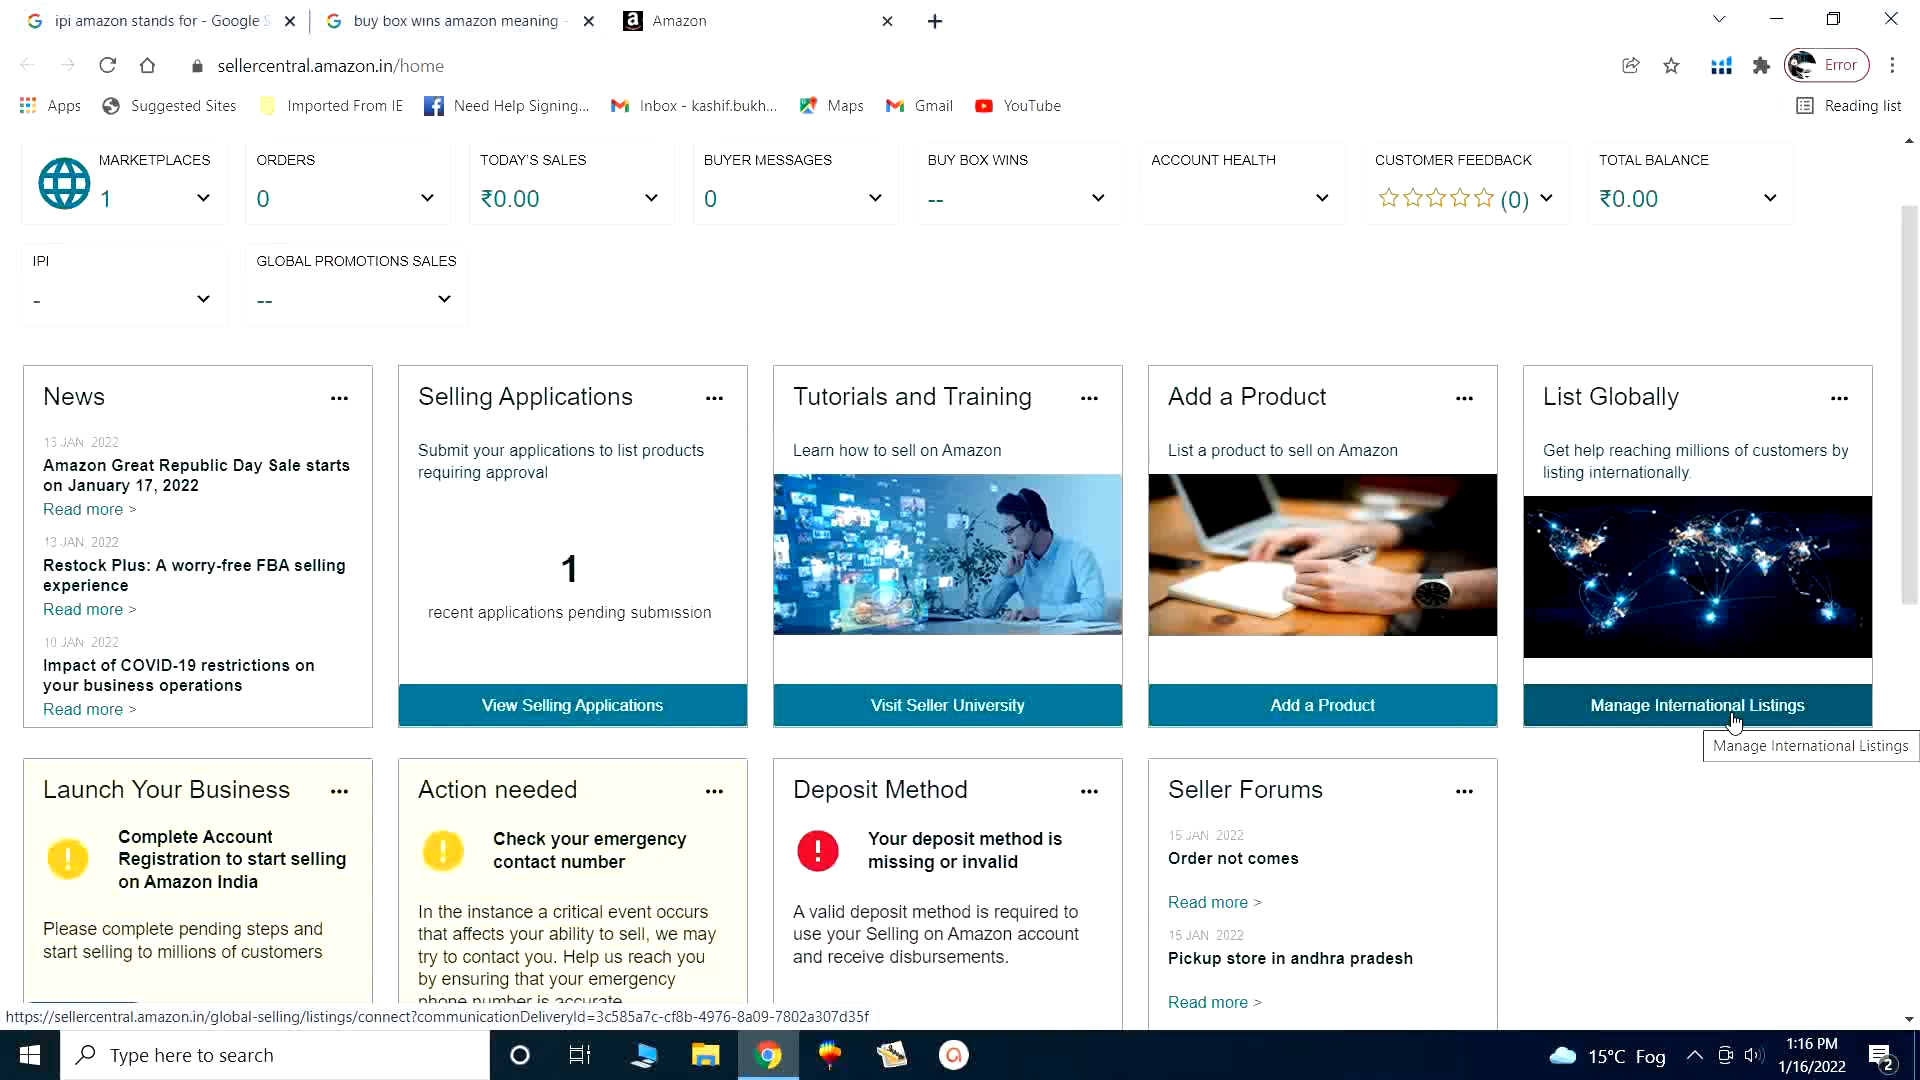 ipi amazon stands for - Google S
buy box wins amazon meaning -
Amazon
sellercentral.amazon.in/home
Error
Apps
Suggested Sites
Imported From IE
Need Help Signing...
Inbox - kashif.bukh...
Maps
Gmail
YouTube
Reading list
MARKETPLACES
1
ORDERS
0
TODAY'S SALES
₹0.00
BUYER MESSAGES
0
BUY BOX WINS
--
ACCOUNT HEALTH
CUSTOMER FEEDBACK
(0)
TOTAL BALANCE
₹0.00
IPI
-
GLOBAL PROMOTIONS SALES
--
News
13 JAN, 2022
Amazon Great Republic Day Sale starts
on January 17, 2022
Read more >
13 JAN, 2022
Restock Plus: A worry-free FBA selling
experience
Read more >
10 JAN, 2022
Impact of COVID-19 restrictions on
your business operations
Read more >
Selling Applications
Submit your applications to list products
requiring approval
1
recent applications pending submission
View Selling Applications
Tutorials and Training
Learn how to sell on Amazon
Visit Seller University
Add a Product
List a product to sell on Amazon
Add a Product
List Globally
Get help reaching millions of customers by
listing internationally.
Manage International Listings
Manage International Listings
Launch Your Business
Complete Account
Registration to start selling
on Amazon India
Please complete pending steps and
start selling to millions of customers
Action needed
Check your emergency
contact number
In the instance a critical event occurs
that affects your ability to sell, we may
try to contact you. Help us reach you
by ensuring that your emergency
phone number is accurate.
Deposit Method
Your deposit method is
missing or invalid
A valid deposit method is required to
use your Selling on Amazon account
and receive disbursements.
Seller Forums
15 JAN, 2022
Order not comes
Read more >
15 JAN, 2022
Pickup store in andhra pradesh
Read more >
https://sellercentral.amazon.in/global-selling/listings/connect?communicationDeliveryId=3c585a7c-cf8b-4976-8a09-7802a307d35f
Type here to search
15°C Fog
1:16 PM
1/16/2022
2